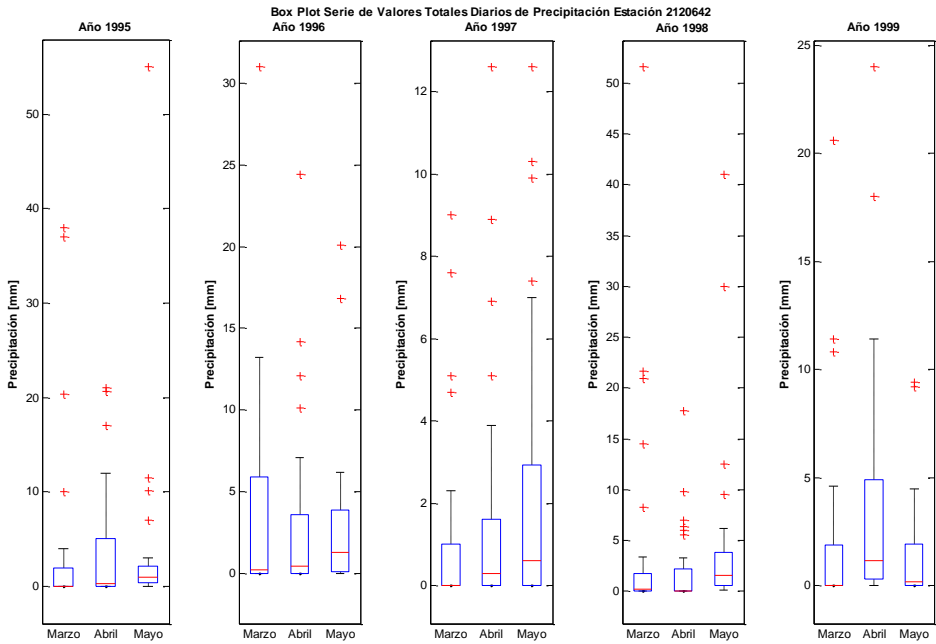 Box Plot Serie de Valores Totales Diarios de Precipitación Estación 2120642
Año 1995
Año 1996
Año 1997
Año 1998
Año 1999
Precipitación [mm]
50
40
30
20
10
0
Marzo Abril Mayo
Precipitación [mm]
30
25
20
15
10
5
0
Marzo Abril Mayo
Precipitación [mm]
12
10
8
6
4
2
0
Marzo Abril Mayo
Precipitación [mm]
50
45
40
35
30
25
20
15
10
5
0
Marzo Abril Mayo
Precipitación [mm]
25
20
15
10
5
0
Marzo Abril Mayo